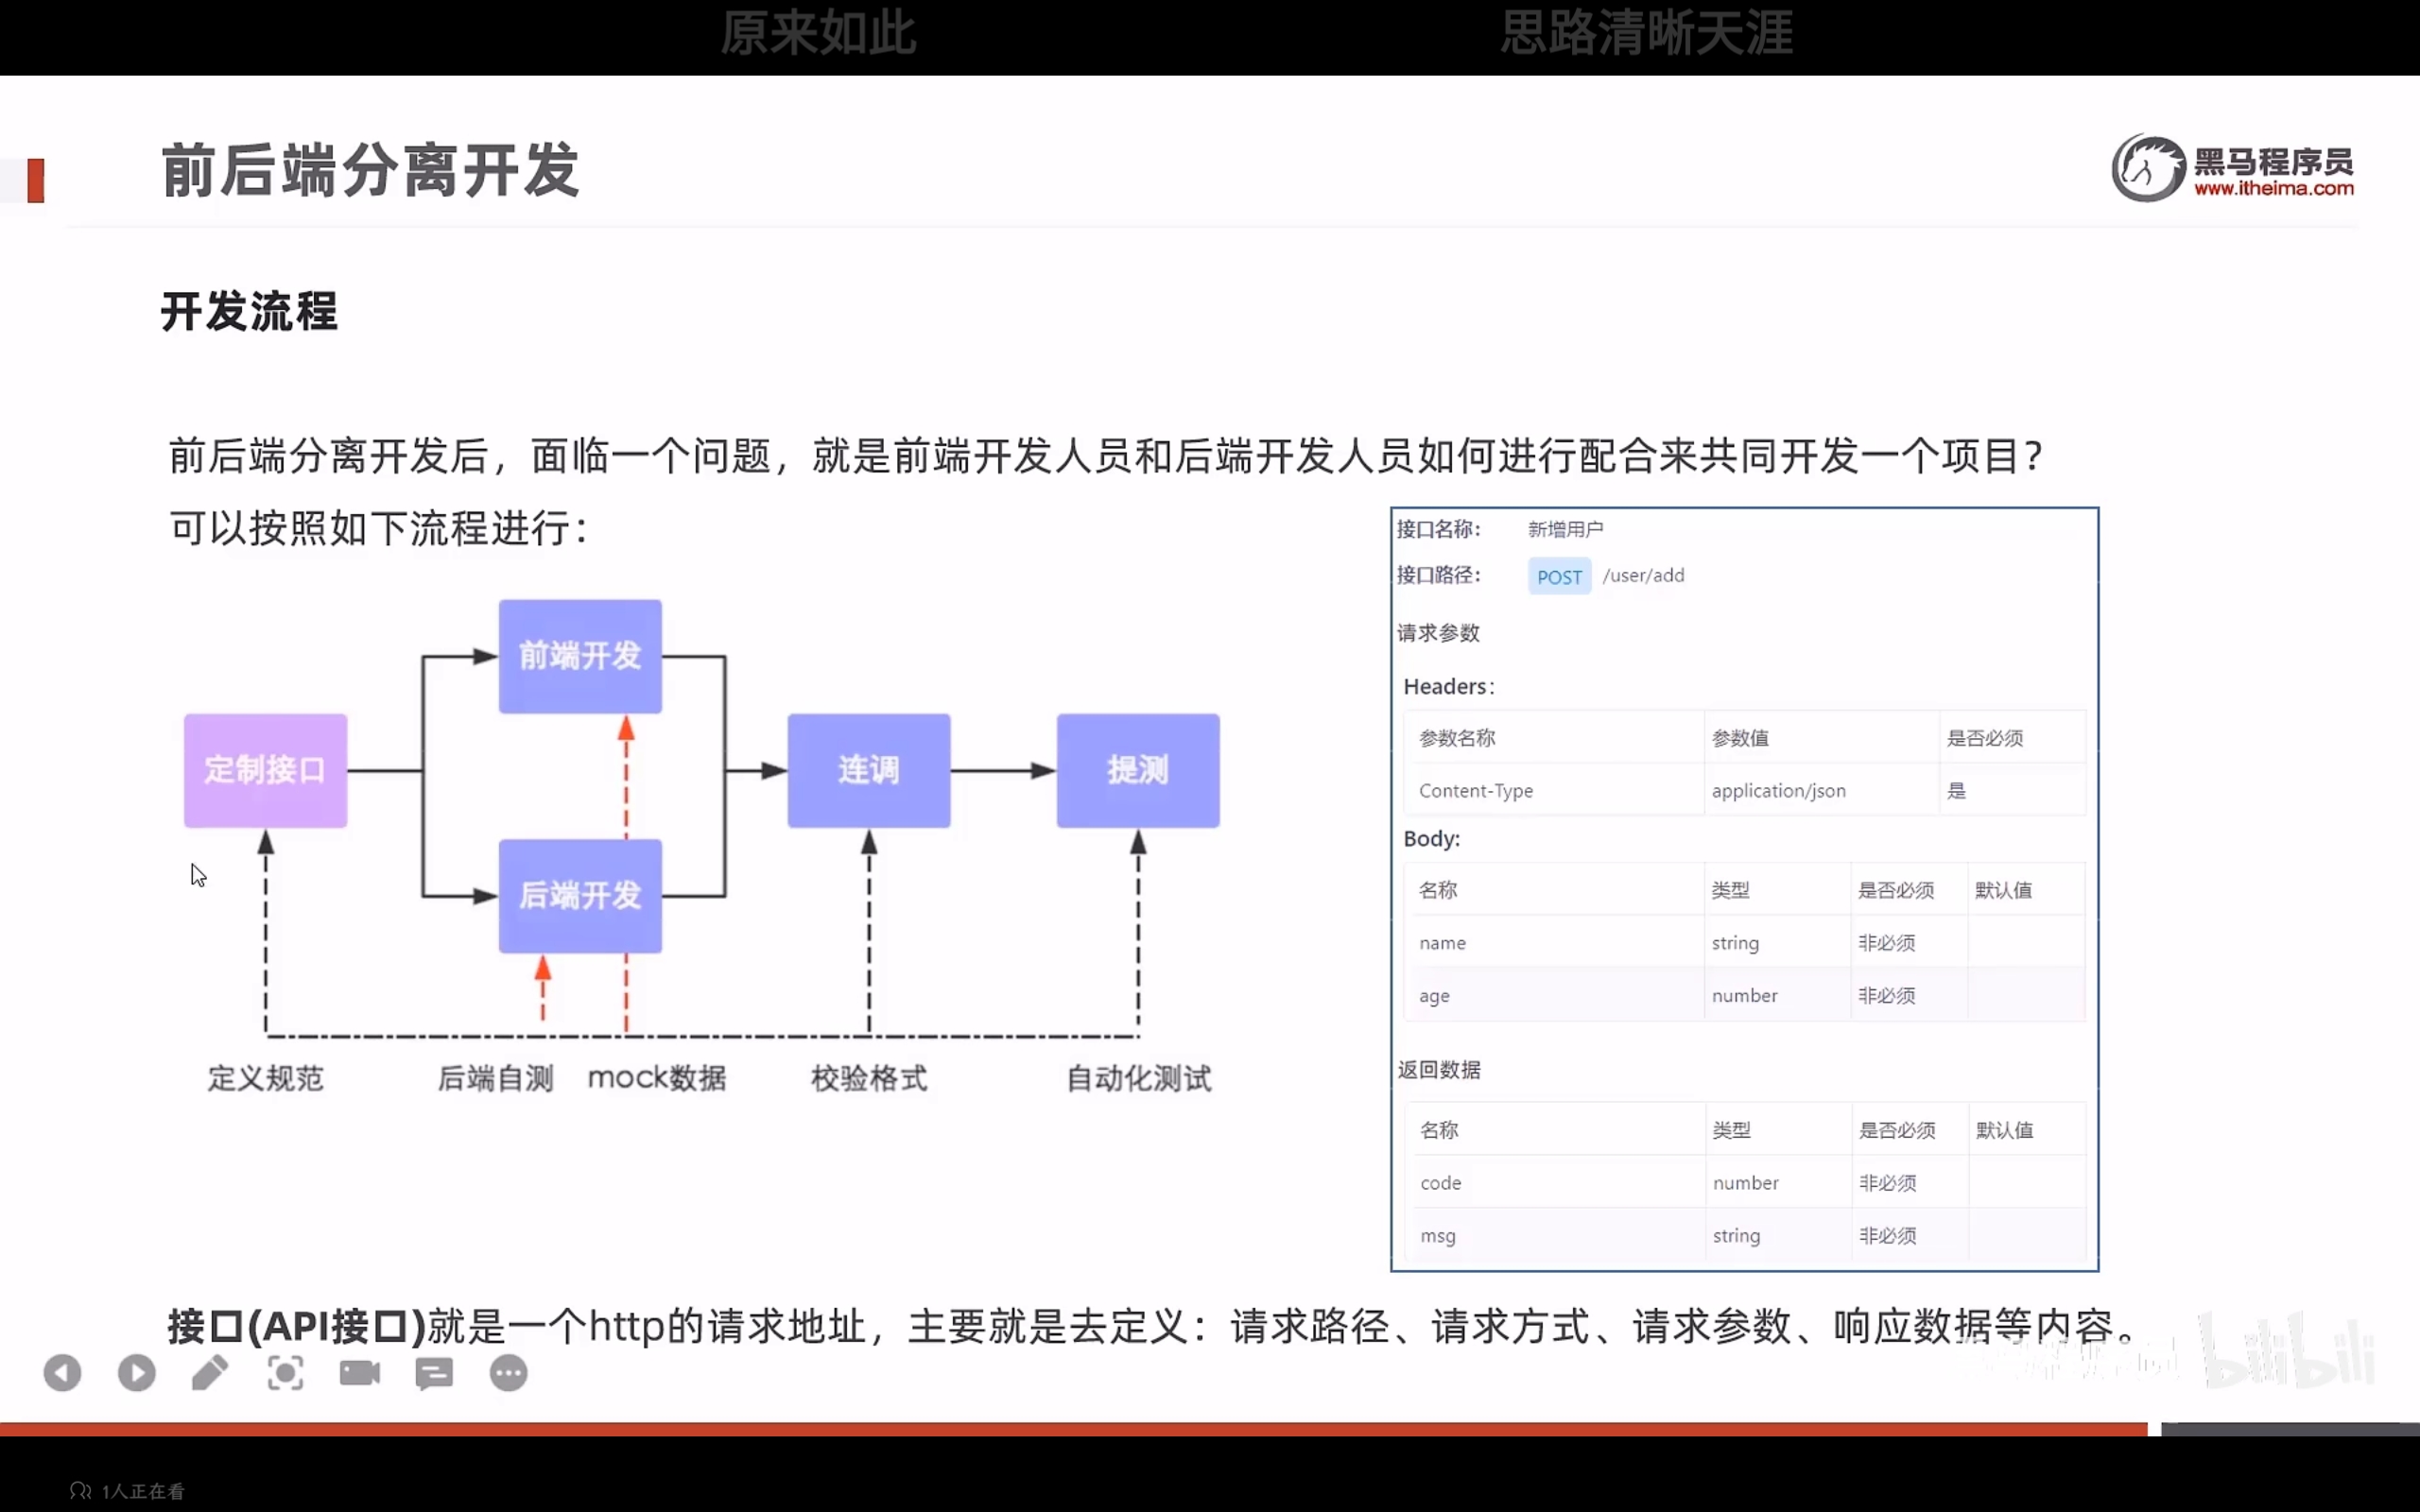 原来如此
思路清晰天涯
前后端分离开发
黑马程序员
www.itheima.com
开发流程
前后端分离开发后，面临一个问题，就是前端开发人员和后端开发人员如何进行配合来共同开发一个项目？
可以按照如下流程进行：
定制接口
前端开发
后端开发
连调
提测
定义规范
后端自测
mock数据
校验格式
自动化测试
接口名称： 新增用户
接口路径： POST /user/add
请求参数
Headers：
参数名称 参数值 是否必须
Content-Type application/json 是
Body:
名称 类型 是否必须 默认值
name string 非必须
age number 非必须
返回数据
名称 类型 是否必须 默认值
code number 非必须
msg string 非必须
接口(API接口)就是一个http的请求地址，主要就是去定义：请求路径、请求方式、请求参数、响应数据等内容。
bilibili
1人正在看